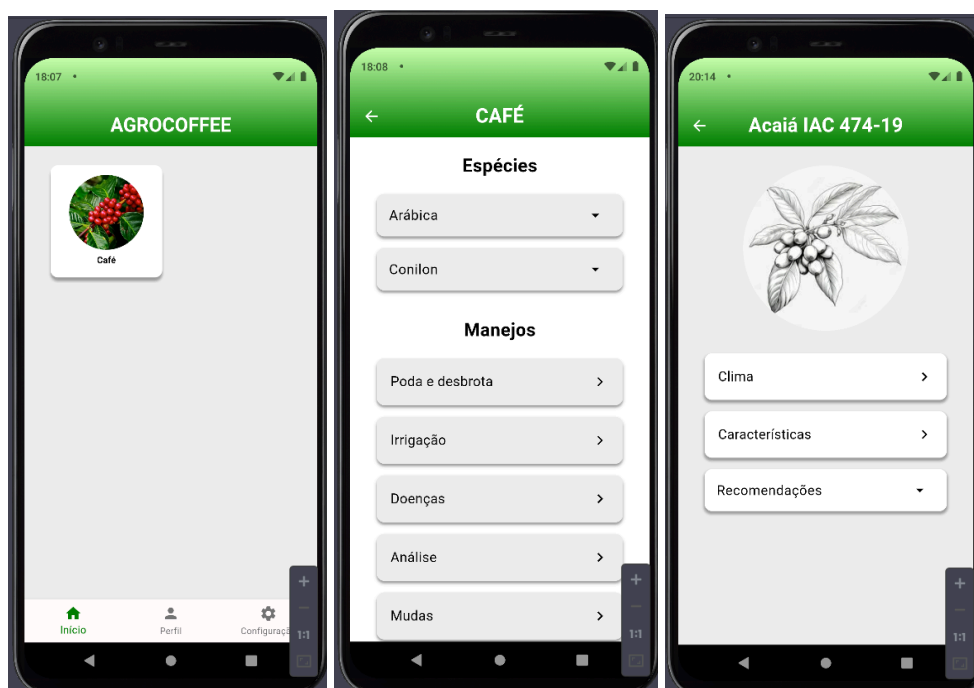 18:07
AGROCOFFEE
Café
Início
Perfil
Configuraçã
1:1
18:08
CAFÉ
Espécies
Arábica
Conilon
Manejos
Poda e desbrota
Irrigação
Doenças
Análise
Mudas
1:1
20:14
Acaiá IAC 474-19
Clima
Características
Recomendações
1:1